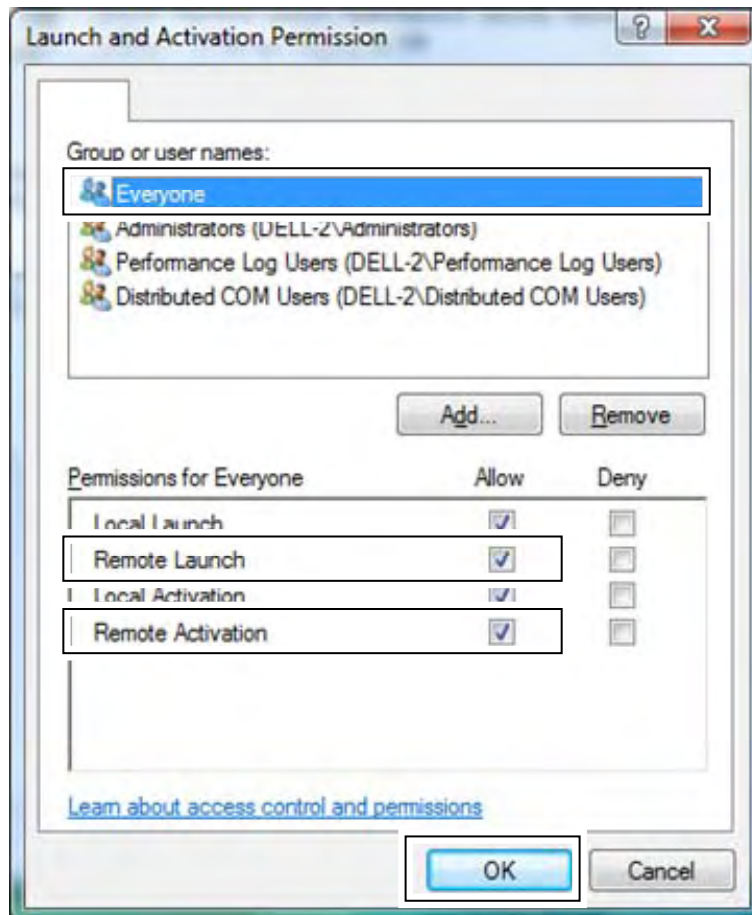 Launch and Activation Permission
Group or user names:
Everyone
Administrators (DELL-2\Administrators)
Performance Log Users (DELL-2\Performance Log Users)
Distributed COM Users (DELL-2\Distributed COM Users)
Add... Remove
Permissions for Everyone Allow Deny
Local Launch
Remote Launch
Local Activation
Remote Activation
Learn about access control and permissions
OK Cancel